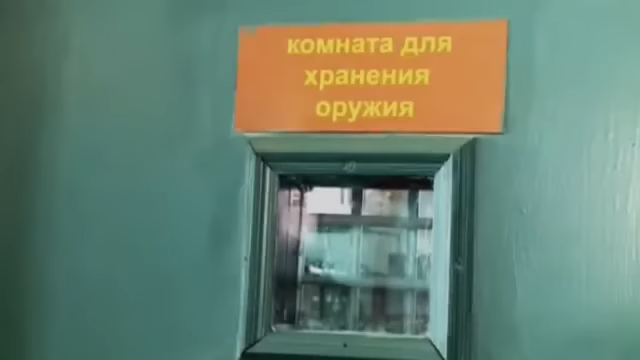 комната для
хранения
оружия